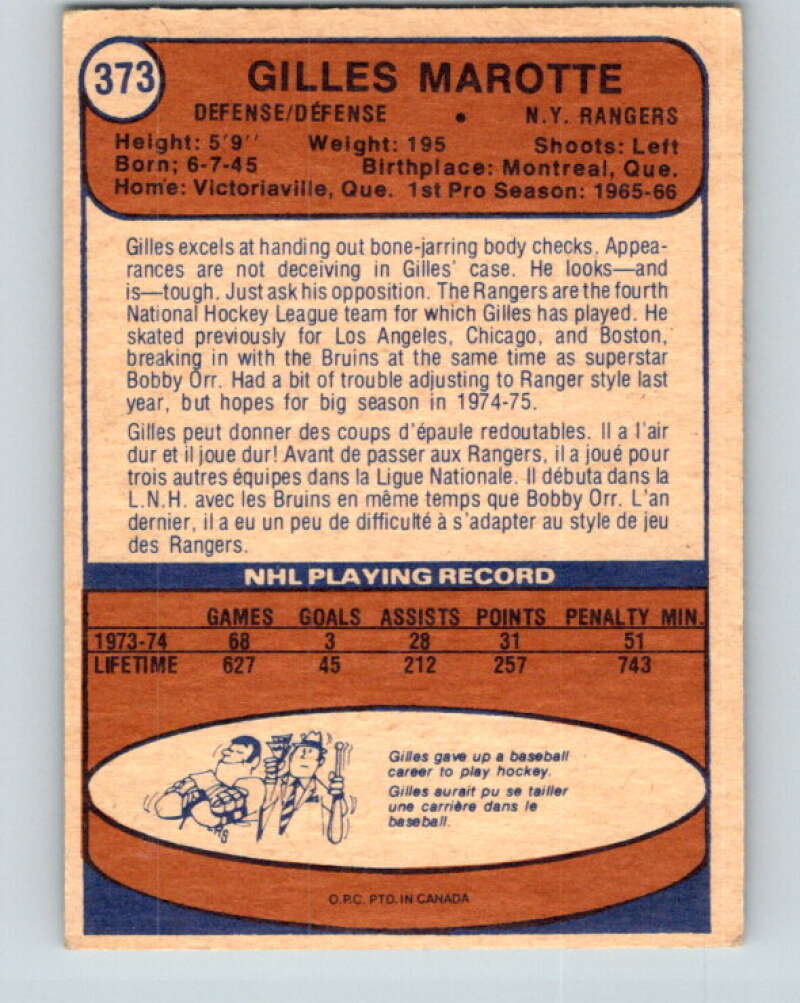 373
GILLES MAROTTE
DEFENSE/DÉFENSE • N.Y. RANGERS
Height: 5'9'' Weight: 195 Shoots: Left
Born; 6-7-45 Birthplace: Montreal, Que.
Home: Victoriaville, Que. 1st Pro Season: 1965-66
Gilles excels at handing out bone-jarring body checks. Appea-
rances are not deceiving in Gilles' case. He looks—and
is—tough. Just ask his opposition. The Rangers are the fourth
National Hockey League team for which Gilles has played. He
skated previously for Los Angeles, Chicago, and Boston,
breaking in with the Bruins at the same time as superstar
Bobby Orr. Had a bit of trouble adjusting to Ranger style last
year, but hopes for big season in 1974-75.
Gilles peut donner des coups d'épaule redoutables. Il a l'air
dur et il joue dur! Avant de passer aux Rangers, il a joué pour
trois autres équipes dans la Ligue Nationale. Il débuta dans la
L.N.H. avec les Bruins en même temps que Bobby Orr. L'an
dernier, il a eu un peu de difficulté à s'adapter au style de jeu
des Rangers.
NHL PLAYING RECORD
GAMES GOALS ASSISTS POINTS PENALTY MIN.
1973-74 68 3 28 31 51
LIFETIME 627 45 212 257 743
Gilles gave up a baseball
career to play hockey.
Gilles aurait pu se tailler
une carrière dans le
baseball.
O.P.C. PTD. IN CANADA